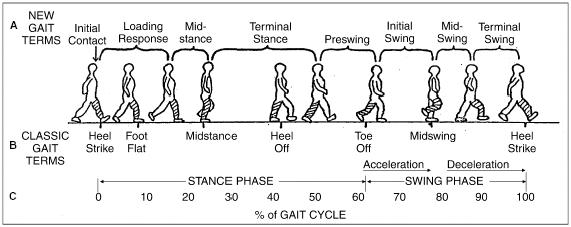 A
NEW GAIT TERMS
Initial Contact
Loading Response
Mid-stance
Terminal Stance
Preswing
Initial Swing
Mid-Swing
Terminal Swing
B
CLASSIC GAIT TERMS
Heel Strike
Foot Flat
Midstance
Heel Off
Toe Off
Midswing
Heel Strike
Acceleration
Deceleration
STANCE PHASE
SWING PHASE
C
0 10 20 30 40 50 60 70 80 90 100
% of GAIT CYCLE